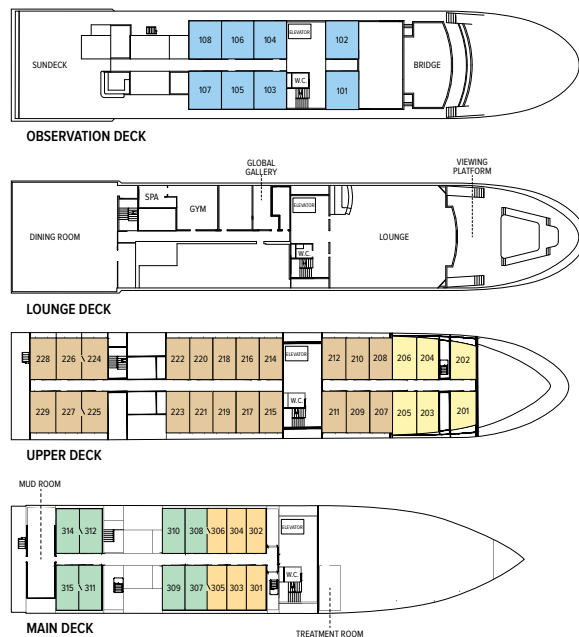 108 106 104 ELEVATOR 102
SUNDECK BRIDGE
W.C.
107 105 103 101
OBSERVATION DECK
GLOBAL
GALLERY
VIEWING
PLATFORM
SPA
GYM
ELEVATOR
DINING ROOM LOUNGE
W.C.
LOUNGE DECK
228 226 224 222 220 218 216 214 ELEVATOR 212 210 208 206 204 202
W.C.
229 227 225 223 221 219 217 215 211 209 207 205 203 201
UPPER DECK
MUD ROOM
314 312 310 308 306 304 302 ELEVATOR
W.C.
315 311 309 307 305 303 301
MAIN DECK
TREATMENT ROOM